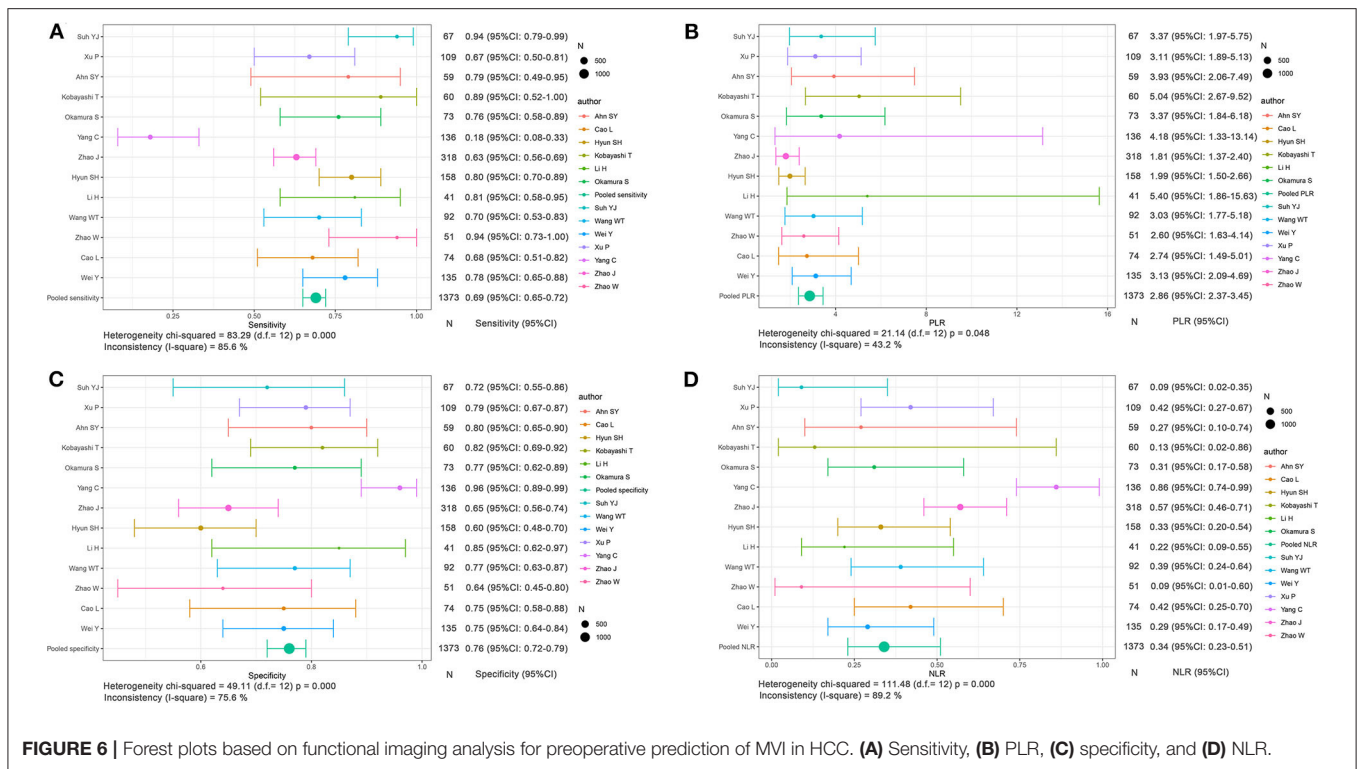 A
Suh YJ 67 0.94 (95%CI: 0.79-0.99)
Xu P 109 0.67 (95%CI: 0.50-0.81)
Ahn SY 59 0.79 (95%CI: 0.49-0.95)
Kobayashi T 60 0.89 (95%CI: 0.52-1.00)
Okamura S 73 0.76 (95%CI: 0.58-0.89)
Yang C 136 0.18 (95%CI: 0.08-0.33)
Zhao J 318 0.63 (95%CI: 0.56-0.69)
Hyun SH 158 0.80 (95%CI: 0.70-0.89)
Li H 41 0.81 (95%CI: 0.58-0.95)
Wang WT 92 0.70 (95%CI: 0.53-0.83)
Zhao W 51 0.94 (95%CI: 0.73-1.00)
Cao L 74 0.68 (95%CI: 0.51-0.82)
Wei Y 135 0.78 (95%CI: 0.65-0.88)
Pooled sensitivity 1373 0.69 (95%CI: 0.65-0.72)
0.25 0.50 0.75 1.00
Sensitivity
N Sensitivity (95%CI)
Heterogeneity chi-squared = 83.29 (d.f.= 12) p = 0.000
Inconsistency (I-square) = 85.6 %
N
500
1000
author
Ahn SY
Cao L
Hyun SH
Kobayashi T
Li H
Okamura S
Pooled sensitivity
Suh YJ
Wang WT
Wei Y
Xu P
Yang C
Zhao J
Zhao W
B
Suh YJ 67 3.37 (95%CI: 1.97-5.75)
Xu P 109 3.11 (95%CI: 1.89-5.13)
Ahn SY 59 3.93 (95%CI: 2.06-7.49)
Kobayashi T 60 5.04 (95%CI: 2.67-9.52)
Okamura S 73 3.37 (95%CI: 1.84-6.18)
Yang C 136 4.18 (95%CI: 1.33-13.14)
Zhao J 318 1.81 (95%CI: 1.37-2.40)
Hyun SH 158 1.99 (95%CI: 1.50-2.66)
Li H 41 5.40 (95%CI: 1.86-15.63)
Wang WT 92 3.03 (95%CI: 1.77-5.18)
Zhao W 51 2.60 (95%CI: 1.63-4.14)
Cao L 74 2.74 (95%CI: 1.49-5.01)
Wei Y 135 3.13 (95%CI: 2.09-4.69)
Pooled PLR 1373 2.86 (95%CI: 2.37-3.45)
4 8 12 16
PLR
N PLR (95%CI)
Heterogeneity chi-squared = 21.14 (d.f.= 12) p = 0.048
Inconsistency (I-square) = 43.2 %
N
500
1000
author
Ahn SY
Cao L
Hyun SH
Kobayashi T
Li H
Okamura S
Pooled PLR
Suh YJ
Wang WT
Wei Y
Xu P
Yang C
Zhao J
Zhao W
C
Suh YJ 67 0.72 (95%CI: 0.55-0.86)
Xu P 109 0.79 (95%CI: 0.67-0.87)
Ahn SY 59 0.80 (95%CI: 0.65-0.90)
Kobayashi T 60 0.82 (95%CI: 0.69-0.92)
Okamura S 73 0.77 (95%CI: 0.62-0.89)
Yang C 136 0.96 (95%CI: 0.89-0.99)
Zhao J 318 0.65 (95%CI: 0.56-0.74)
Hyun SH 158 0.60 (95%CI: 0.48-0.70)
Li H 41 0.85 (95%CI: 0.62-0.97)
Wang WT 92 0.77 (95%CI: 0.63-0.87)
Zhao W 51 0.64 (95%CI: 0.45-0.80)
Cao L 74 0.75 (95%CI: 0.58-0.88)
Wei Y 135 0.75 (95%CI: 0.64-0.84)
Pooled specificity 1373 0.76 (95%CI: 0.72-0.79)
0.6 0.8 1.0
Specificity
N Specificity (95%CI)
Heterogeneity chi-squared = 49.11 (d.f.= 12) p = 0.000
Inconsistency (I-square) = 75.6 %
author
Ahn SY
Cao L
Hyun SH
Kobayashi T
Li H
Okamura S
Pooled specificity
Suh YJ
Wang WT
Wei Y
Xu P
Yang C
Zhao J
Zhao W
N
500
1000
D
Suh YJ 67 0.09 (95%CI: 0.02-0.35)
Xu P 109 0.42 (95%CI: 0.27-0.67)
Ahn SY 59 0.27 (95%CI: 0.10-0.74)
Kobayashi T 60 0.13 (95%CI: 0.02-0.86)
Okamura S 73 0.31 (95%CI: 0.17-0.58)
Yang C 136 0.86 (95%CI: 0.74-0.99)
Zhao J 318 0.57 (95%CI: 0.46-0.71)
Hyun SH 158 0.33 (95%CI: 0.20-0.54)
Li H 41 0.22 (95%CI: 0.09-0.55)
Wang WT 92 0.39 (95%CI: 0.24-0.64)
Zhao W 51 0.09 (95%CI: 0.01-0.60)
Cao L 74 0.42 (95%CI: 0.25-0.70)
Wei Y 135 0.29 (95%CI: 0.17-0.49)
Pooled NLR 1373 0.34 (95%CI: 0.23-0.51)
0.00 0.25 0.50 0.75 1.00
NLR
N NLR (95%CI)
Heterogeneity chi-squared = 111.48 (d.f.= 12) p = 0.000
Inconsistency (I-square) = 89.2 %
N
500
1000
author
Ahn SY
Cao L
Hyun SH
Kobayashi T
Li H
Okamura S
Pooled NLR
Suh YJ
Wang WT
Wei Y
Xu P
Yang C
Zhao J
Zhao W
FIGURE 6 | Forest plots based on functional imaging analysis for preoperative prediction of MVI in HCC. (A) Sensitivity, (B) PLR, (C) specificity, and (D) NLR.